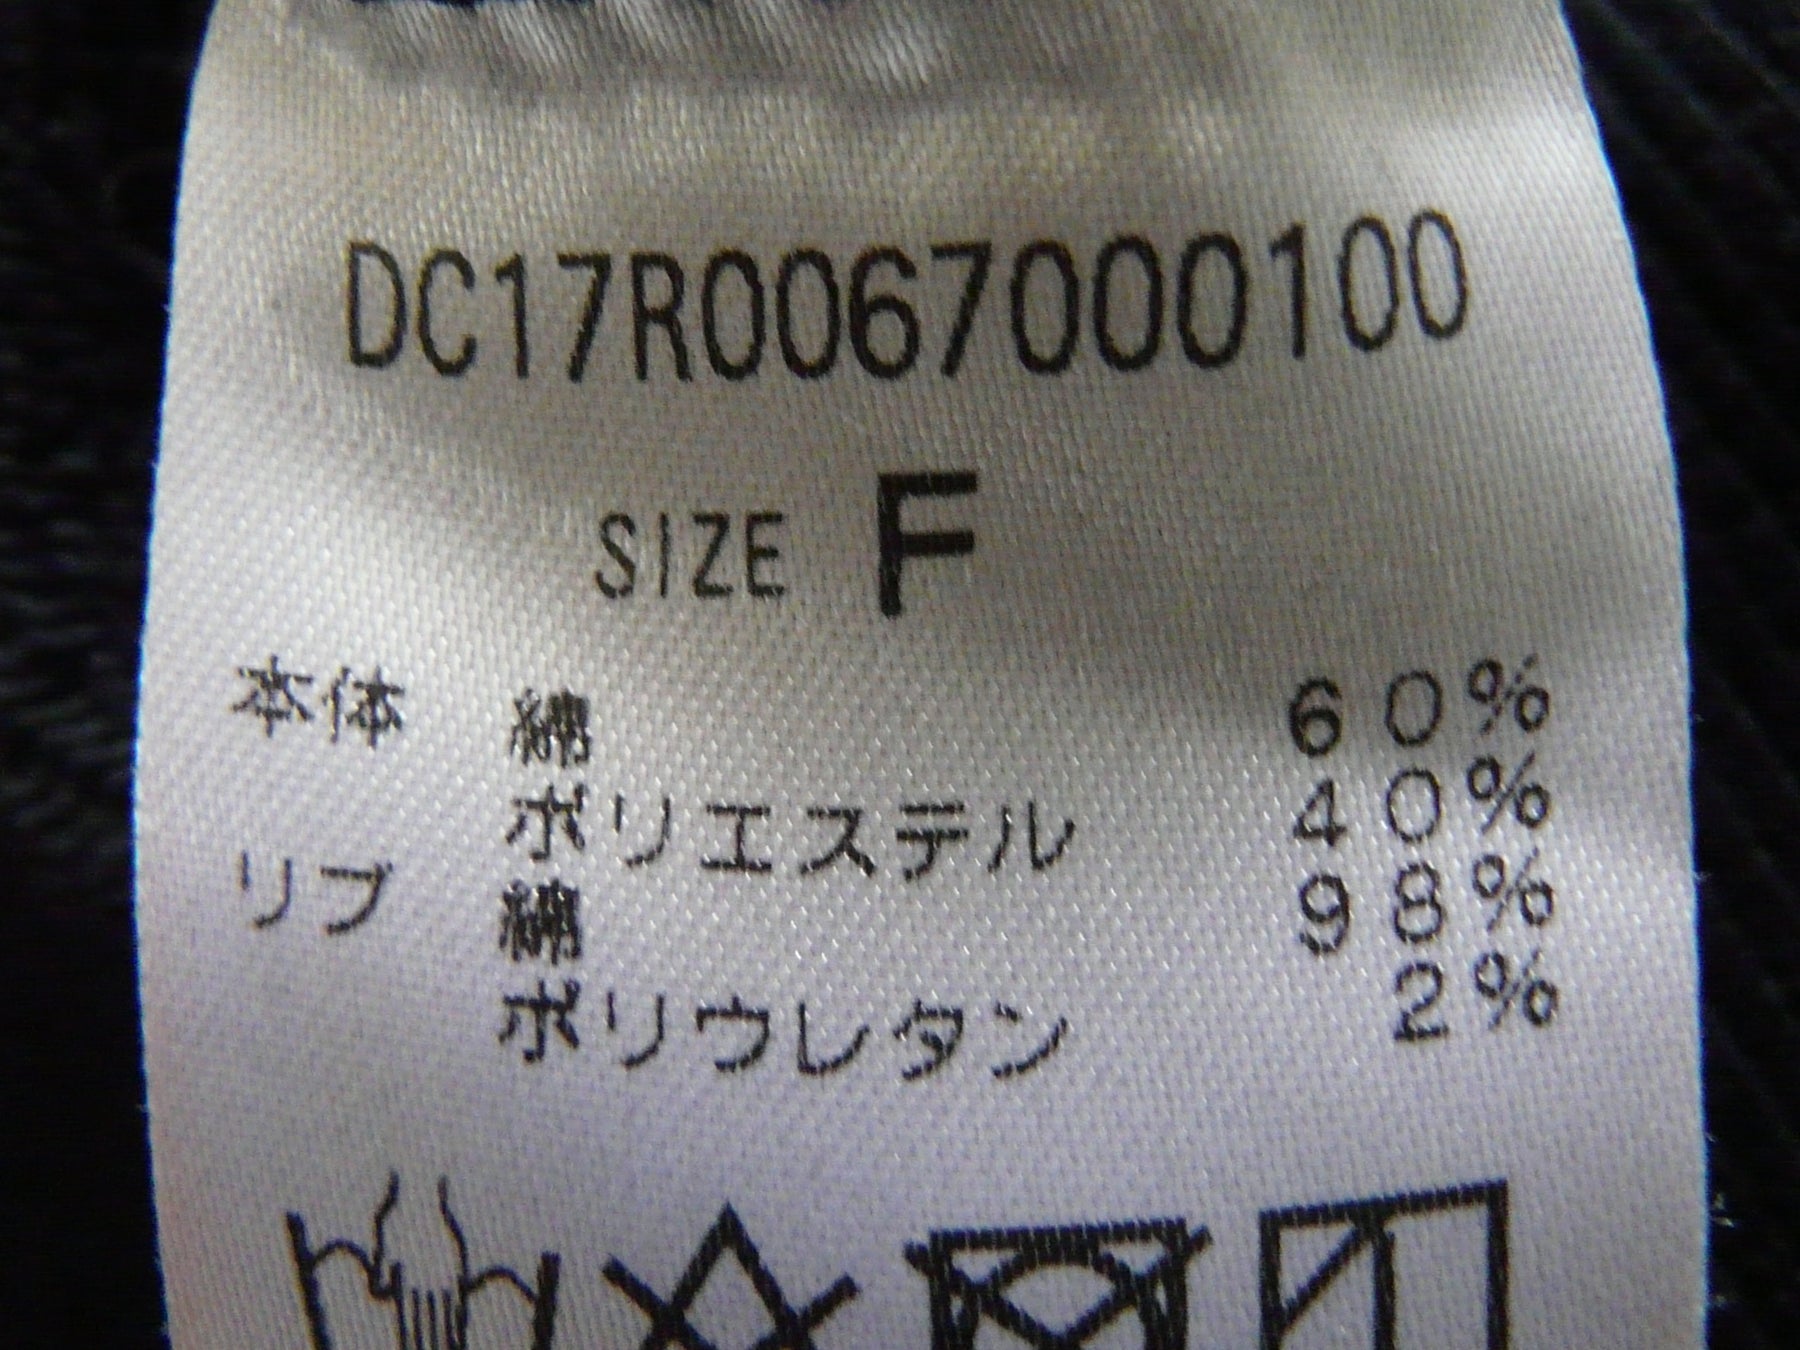 DC17R0067000100
SIZE F
本体 綿 60%
ポリエステル 40%
リブ 綿 98%
ポリウレタン 2%